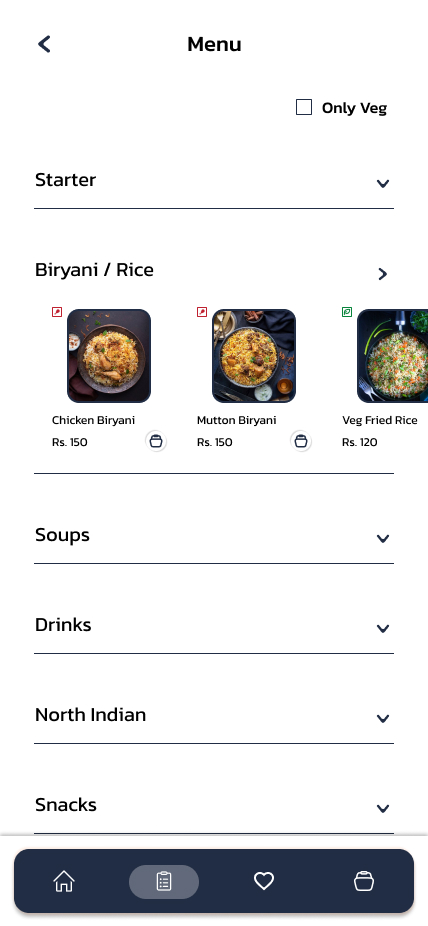 Menu
Only Veg
Starter
Biryani / Rice
Chicken Biryani
Rs. 150
Mutton Biryani
Rs. 150
Veg Fried Rice
Rs. 120
Soups
Drinks
North Indian
Snacks